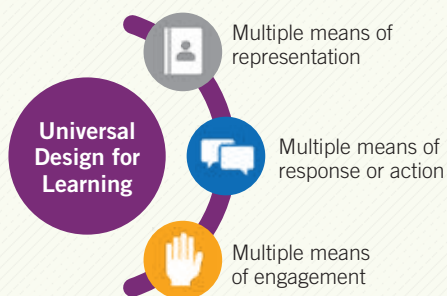 Universal
Design for
Learning
Multiple means of
representation
Multiple means of
response or action
Multiple means
of engagement